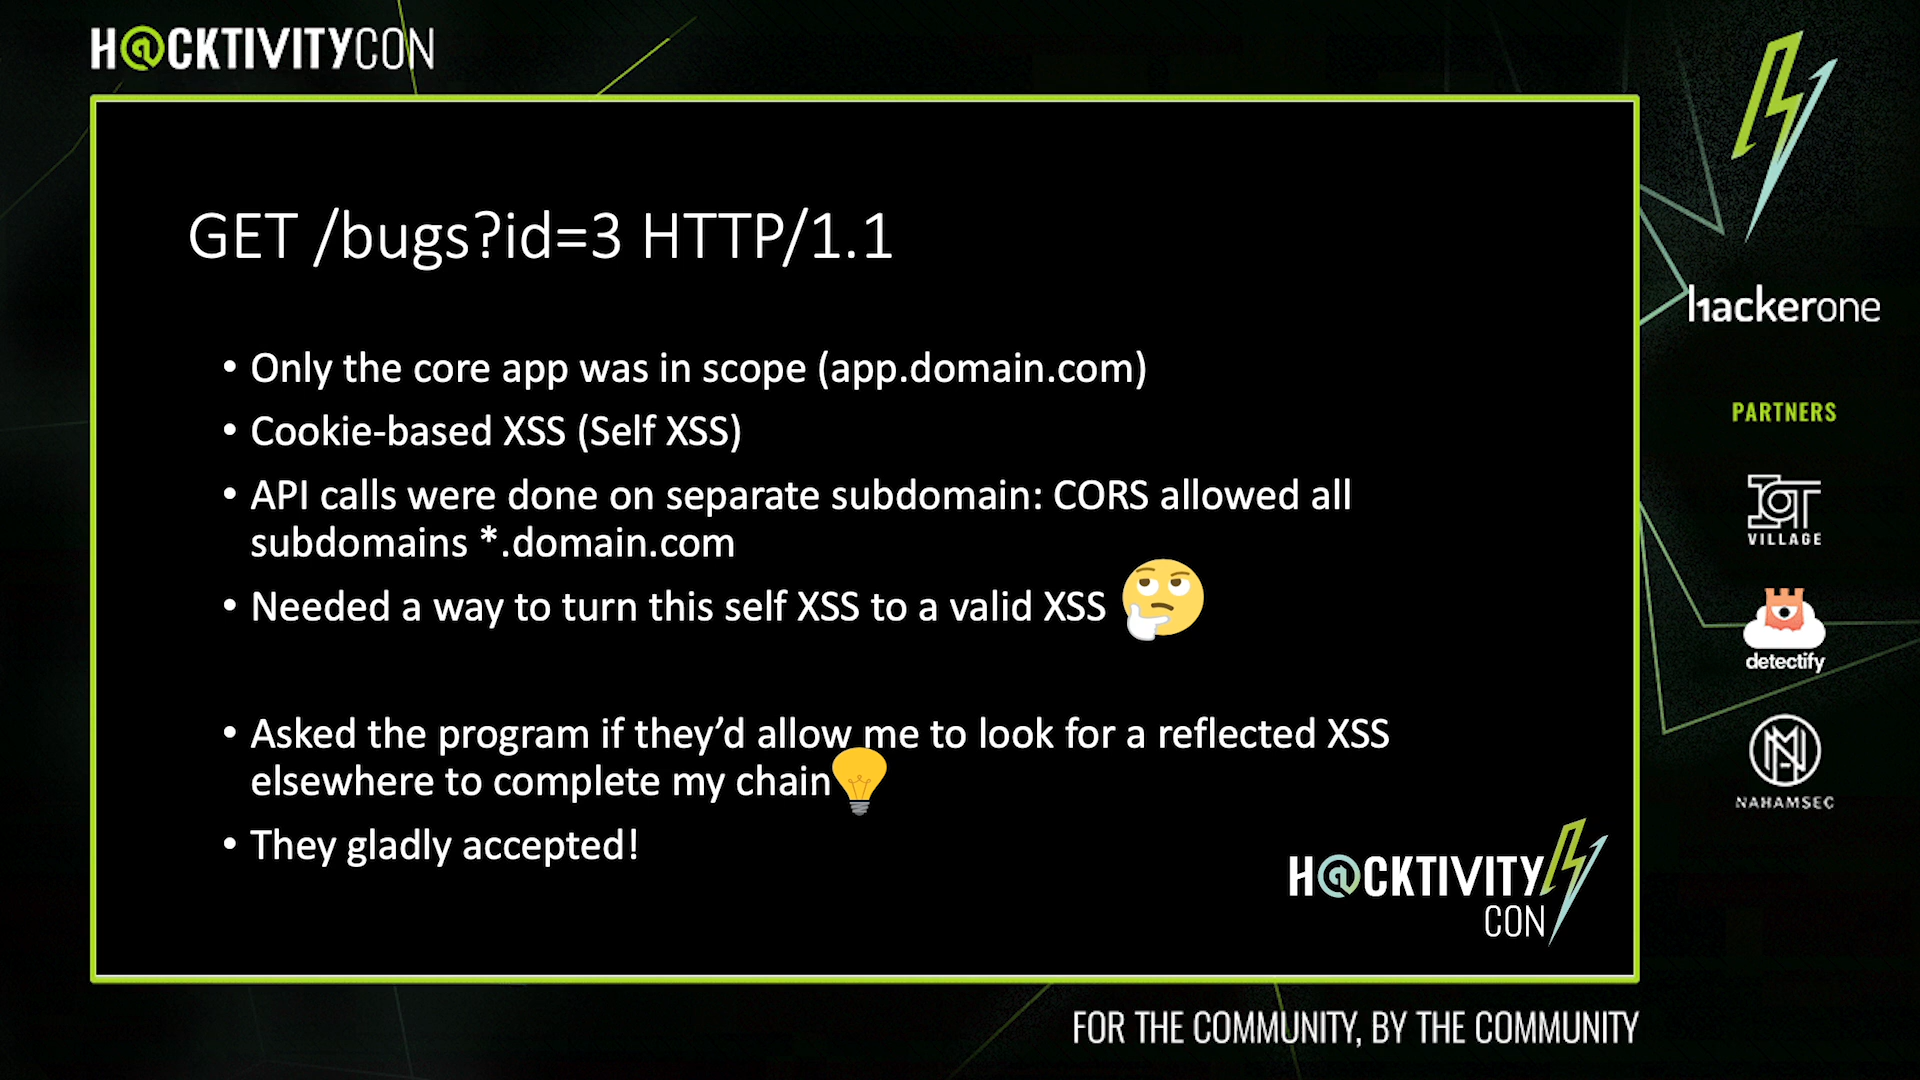 H@CKTIVITYCON
GET /bugs?id=3 HTTP/1.1
• Only the core app was in scope (app.domain.com)
• Cookie-based XSS (Self XSS)
• API calls were done on separate subdomain: CORS allowed all
subdomains *.domain.com
• Needed a way to turn this self XSS to a valid XSS
• Asked the program if they’d allow me to look for a reflected XSS
elsewhere to complete my chain
• They gladly accepted!
H@CKTIVITY
CON
hackerone
PARTNERS
IOT
VILLAGE
detectify
NAHAMSEC
FOR THE COMMUNITY, BY THE COMMUNITY